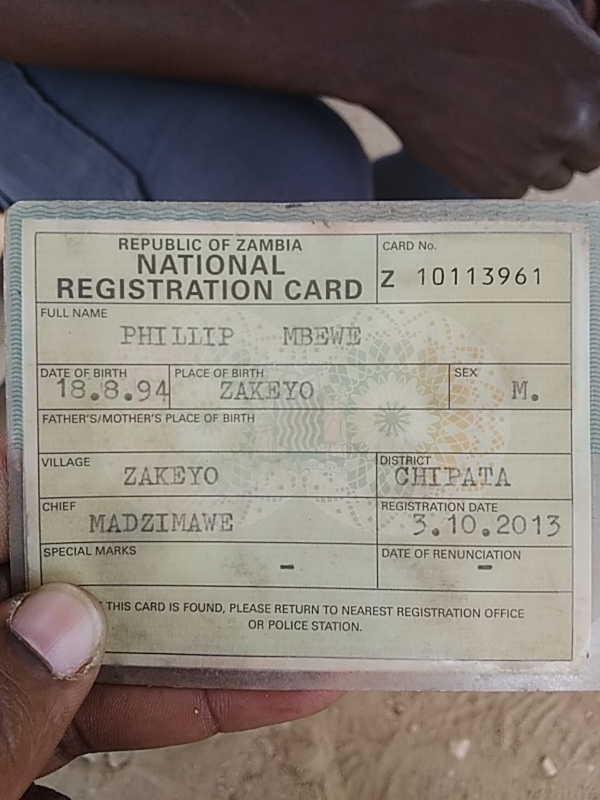 REPUBLIC OF ZAMBIA
NATIONAL
REGISTRATION CARD
CARD No.
Z 10113961
FULL NAME
PHILLIP MBEWE
DATE OF BIRTH
18.8.94
PLACE OF BIRTH
ZAKEYO
SEX
M.
FATHER'S/MOTHER'S PLACE OF BIRTH
VILLAGE
ZAKEYO
DISTRICT
CHIPATA
CHIEF
MADZIMAWE
REGISTRATION DATE
3.10.2013
SPECIAL MARKS
-
DATE OF RENUNCIATION
-
THIS CARD IS FOUND, PLEASE RETURN TO NEAREST REGISTRATION OFFICE
OR POLICE STATION.